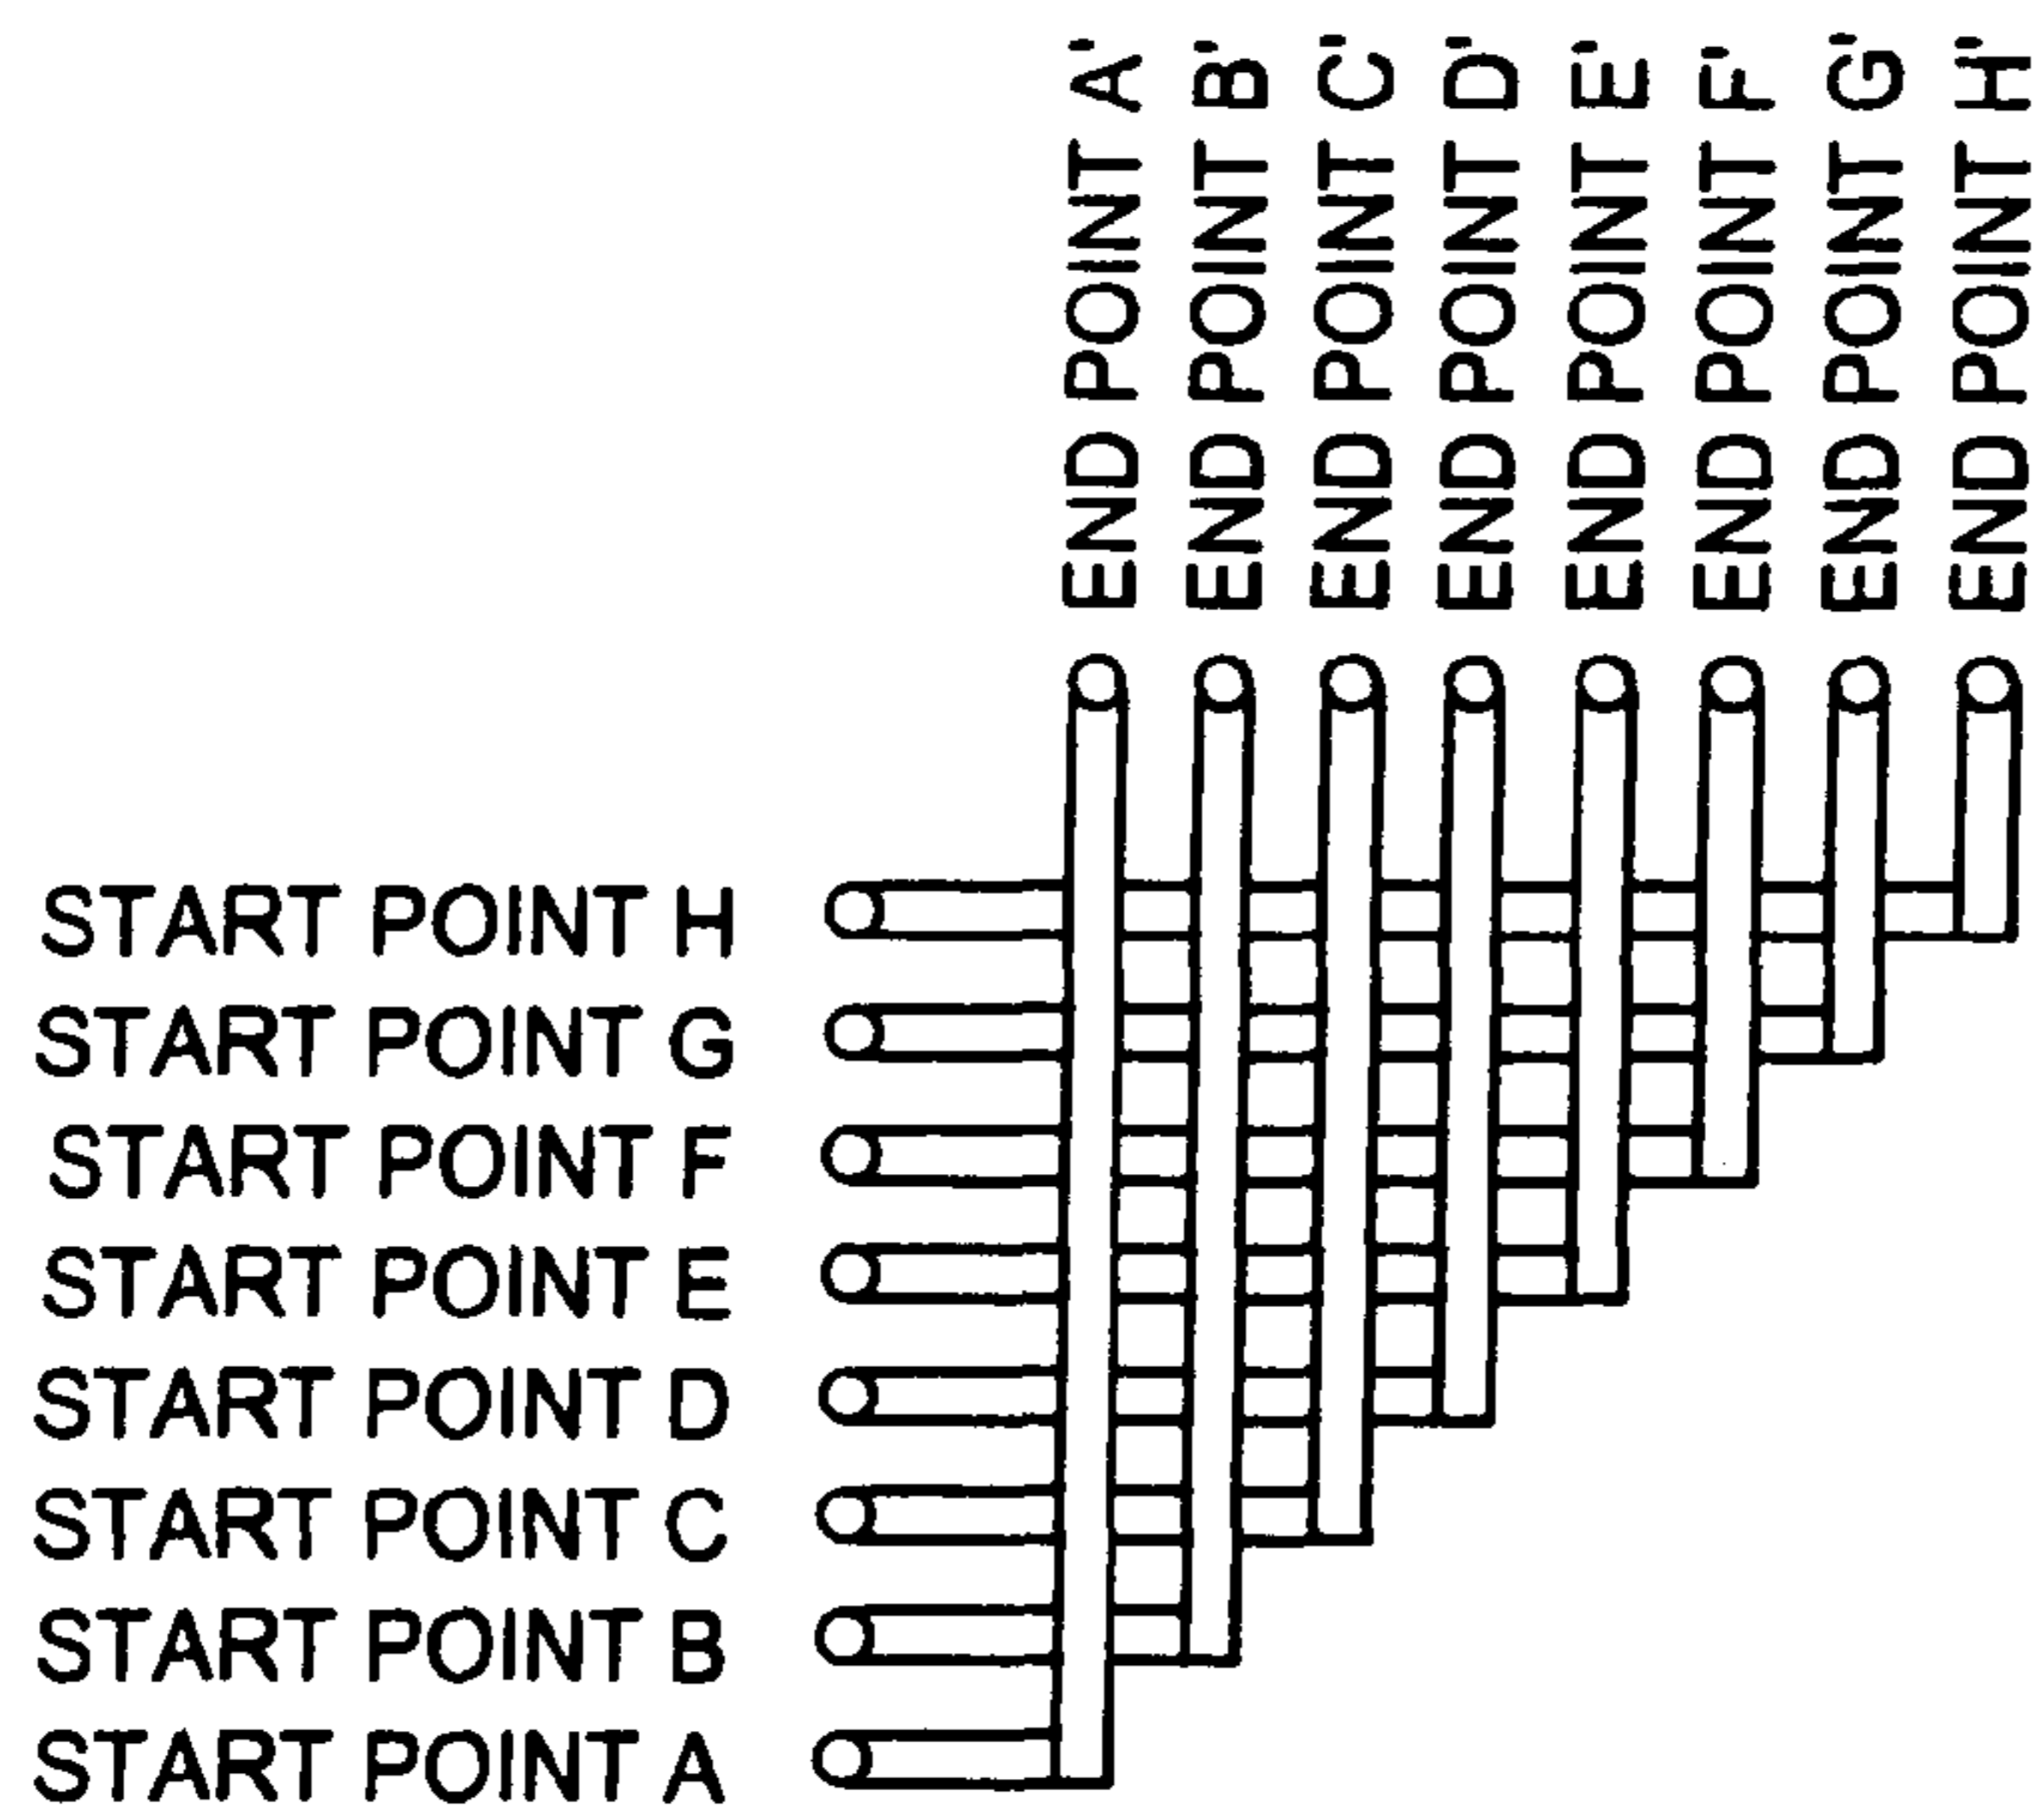 END POINT A'
END POINT B'
END POINT C'
END POINT D'
END POINT E'
END POINT F'
END POINT G'
END POINT H'
START POINT H
START POINT G
START POINT F
START POINT E
START POINT D
START POINT C
START POINT B
START POINT A